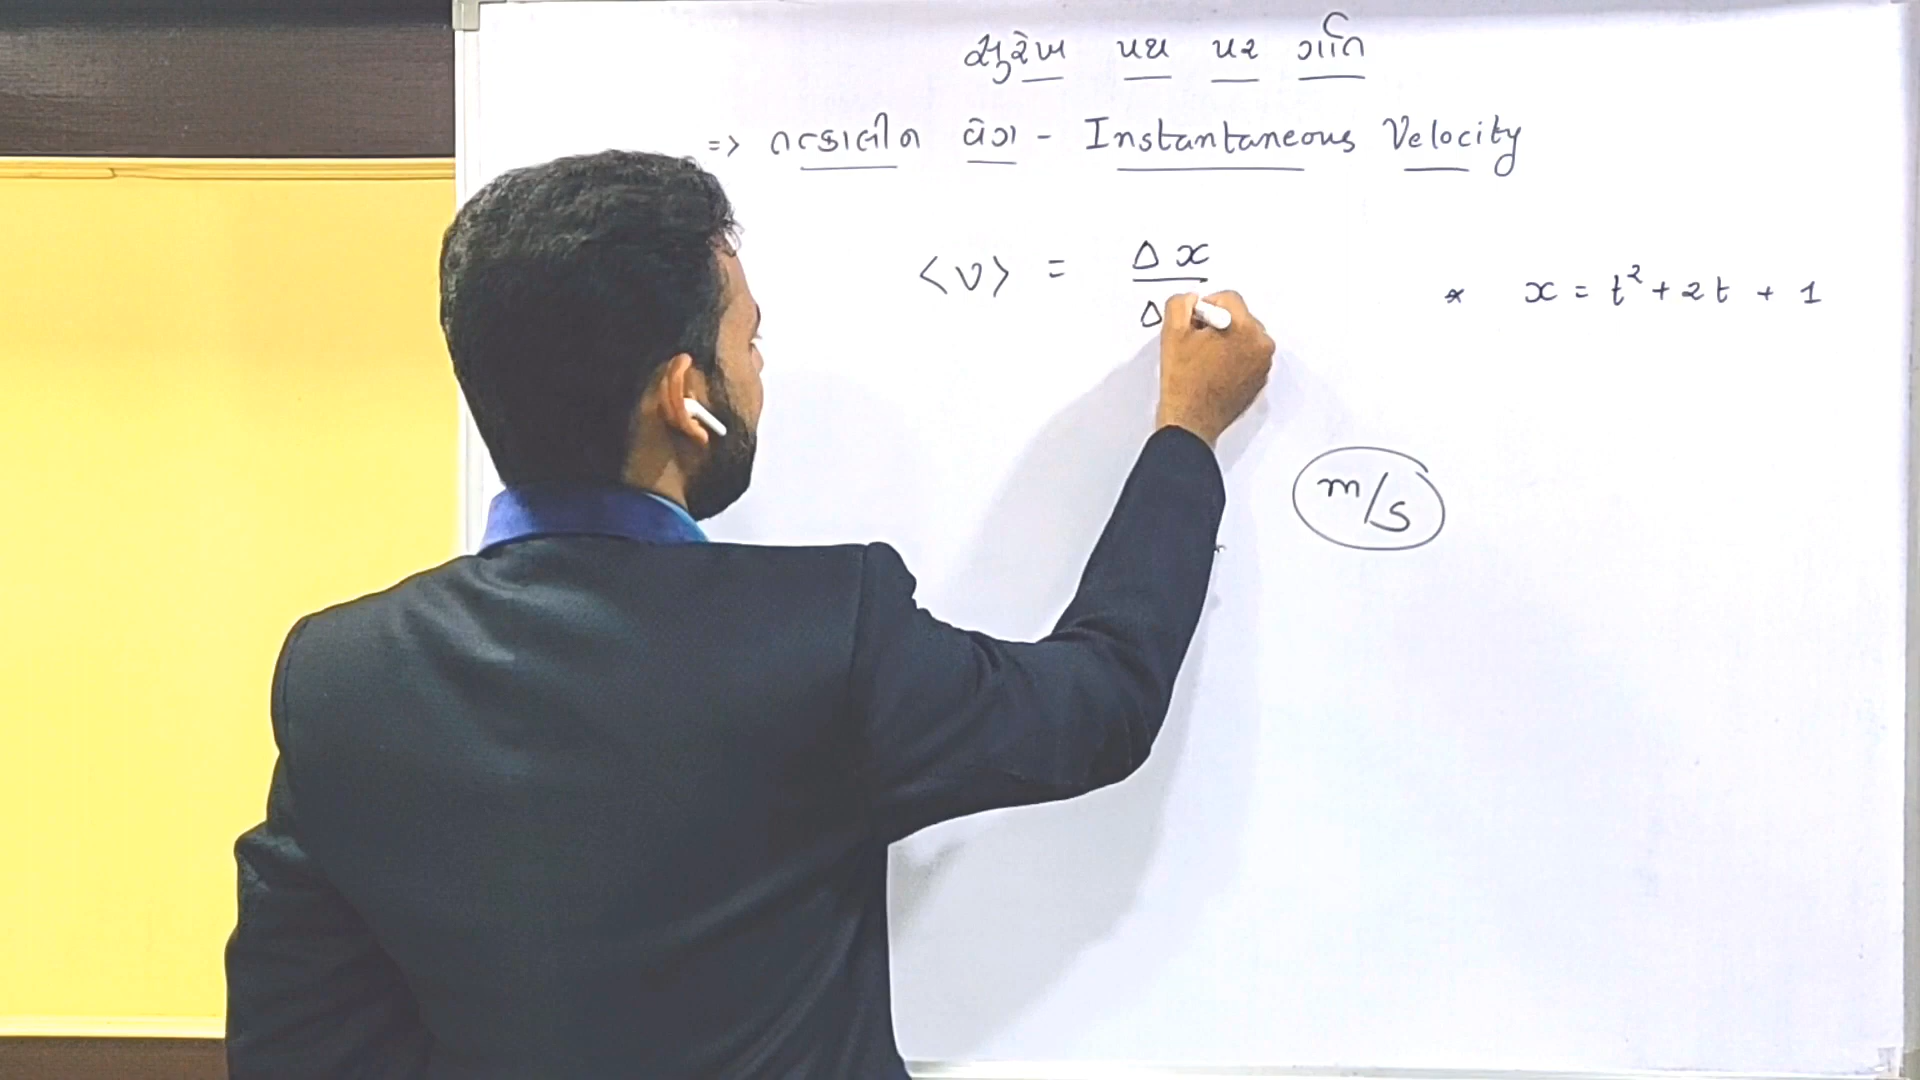 સુરેખ પથ પર ગતિ
=> તત્કાલીન વેગ - Instantaneous Velocity
<v> = Δx / Δ
* x = t² + 2t + 1
m/s